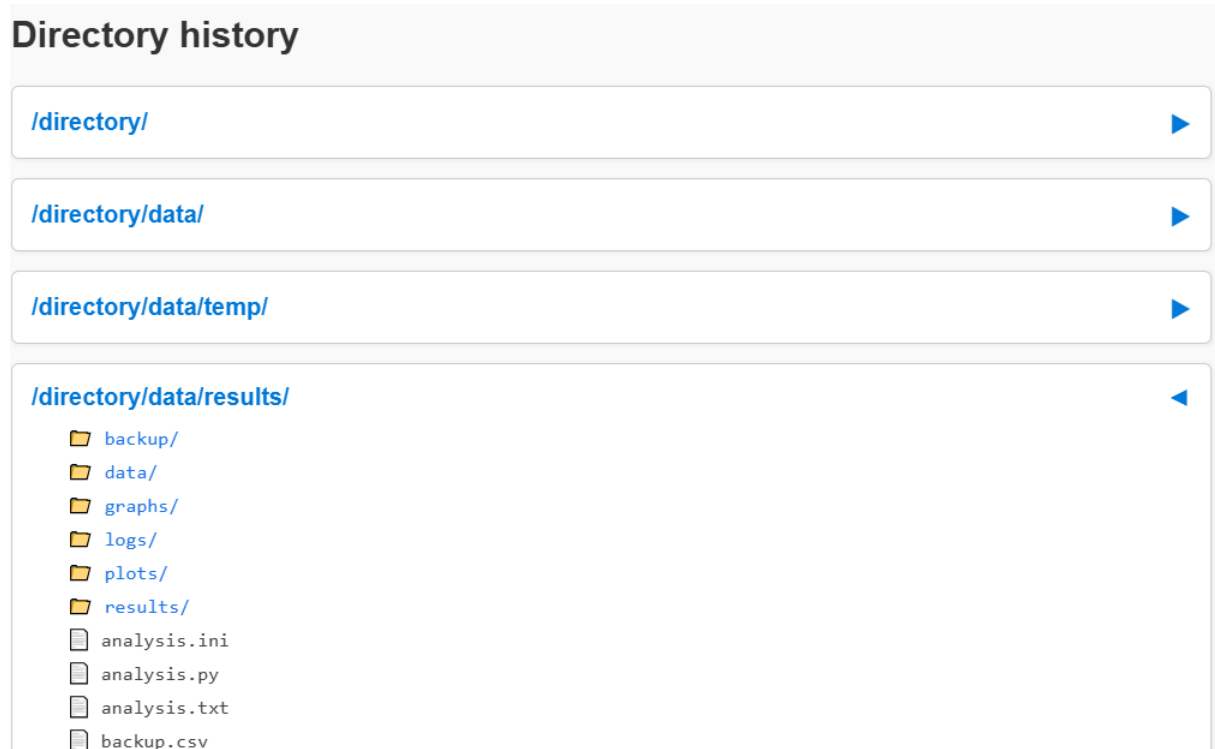 Directory history
/directory/
/directory/data/
/directory/data/temp/
/directory/data/results/
backup/
data/
graphs/
logs/
plots/
results/
analysis.ini
analysis.py
analysis.txt
backup.csv